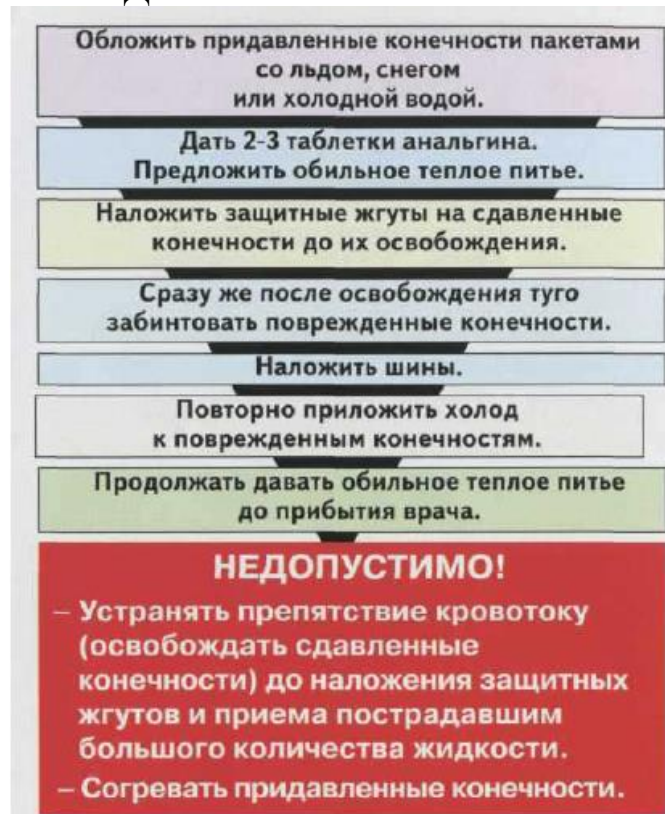 Обложить придавленные конечности пакетами
со льдом, снегом
или холодной водой.
Дать 2-3 таблетки анальгина.
Предложить обильное теплое питье.
Наложить защитные жгуты на сдавленные
конечности до их освобождения.
Сразу же после освобождения туго
забинтовать поврежденные конечности.
Наложить шины.
Повторно приложить холод
к поврежденным конечностям.
Продолжать давать обильное теплое питье
до прибытия врача.
НЕДОПУСТИМО!
– Устранять препятствие кровотоку
(освобождать сдавленные
конечности) до наложения защитных
жгутов и приема пострадавшим
большого количества жидкости.
– Согревать придавленные конечности.